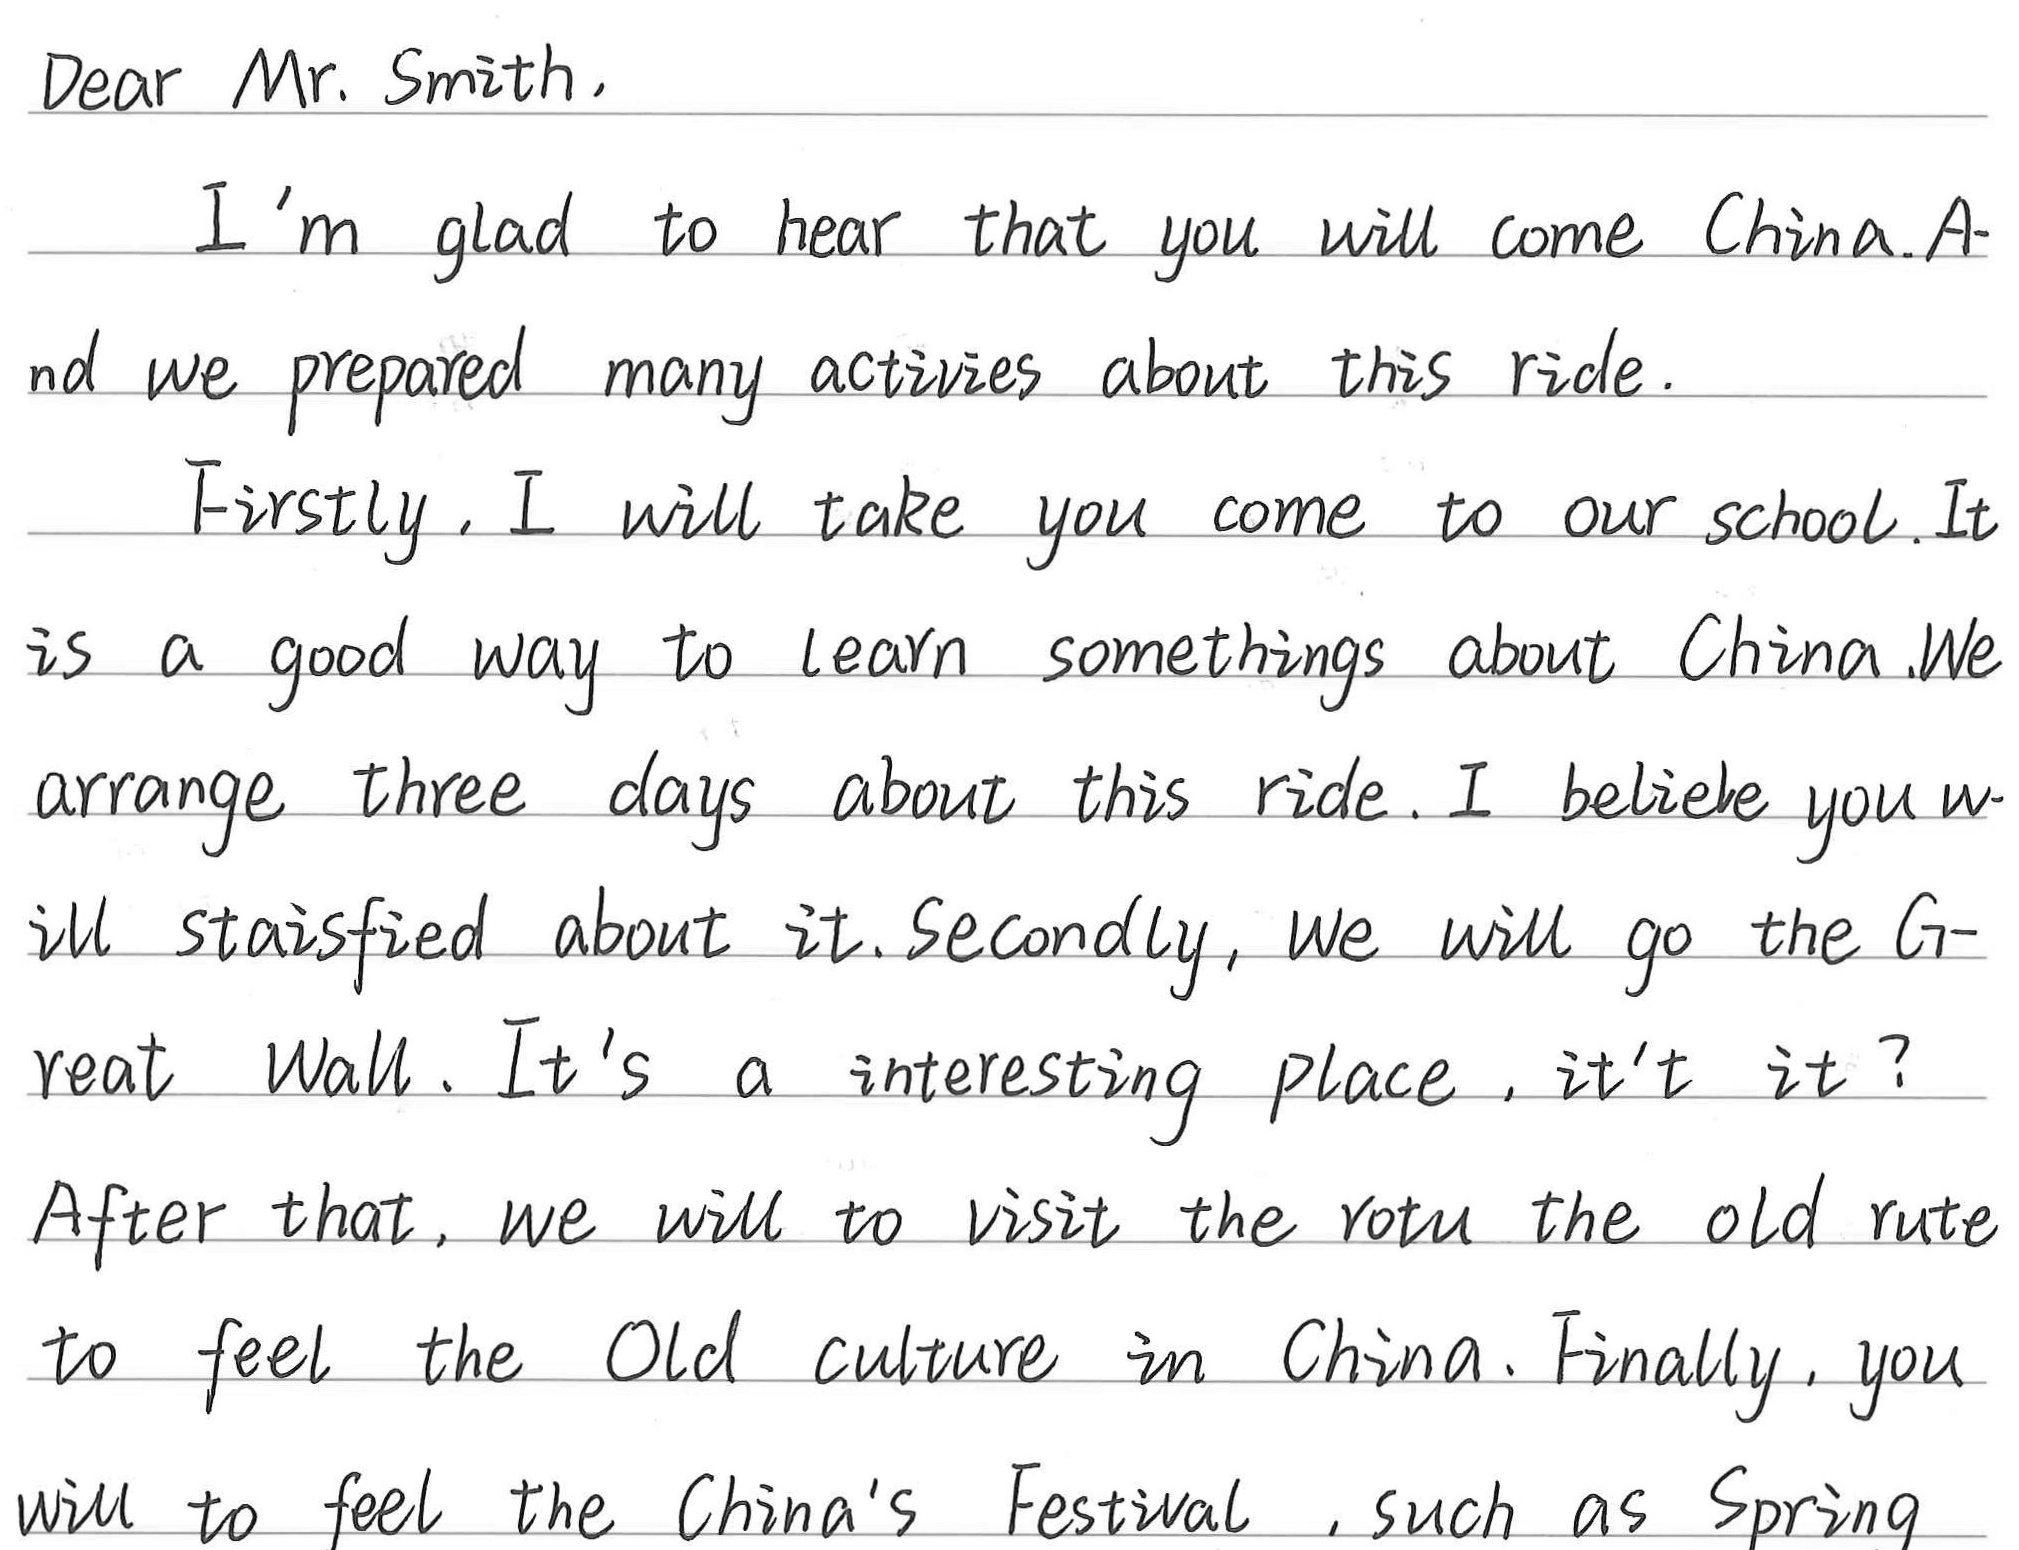 Dear Mr. Smith,
I'm glad to hear that you will come China. A-
nd we prepared many activies about this ride.
Firstly, I will take you come to our school. It
is a good way to learn somethings about China. We
arrange three days about this ride. I believe you w-
ill staisfied about it. Secondly, we will go the G-
reat Wall. It's a interesting place, it't it?
After that, we will to visit the rotu the old rute
to feel the Old culture in China. Finally, you
will to feel the China's Festival, such as Spring